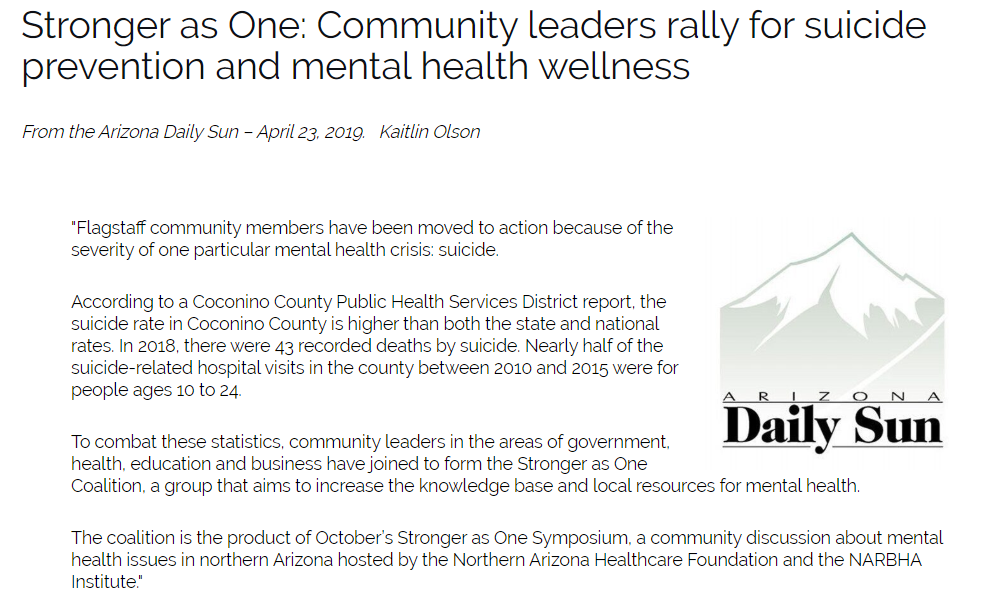 Stronger as One: Community leaders rally for suicide
prevention and mental health wellness
From the Arizona Daily Sun – April 23, 2019.   Kaitlin Olson
"Flagstaff community members have been moved to action because of the
severity of one particular mental health crisis: suicide.
According to a Coconino County Public Health Services District report, the
suicide rate in Coconino County is higher than both the state and national
rates. In 2018, there were 43 recorded deaths by suicide. Nearly half of the
suicide-related hospital visits in the county between 2010 and 2015 were for
people ages 10 to 24.
ARIZONA
Daily Sun
To combat these statistics, community leaders in the areas of government,
health, education and business have joined to form the Stronger as One
Coalition, a group that aims to increase the knowledge base and local resources for mental health.
The coalition is the product of October's Stronger as One Symposium, a community discussion about mental
health issues in northern Arizona hosted by the Northern Arizona Healthcare Foundation and the NARBHA
Institute."